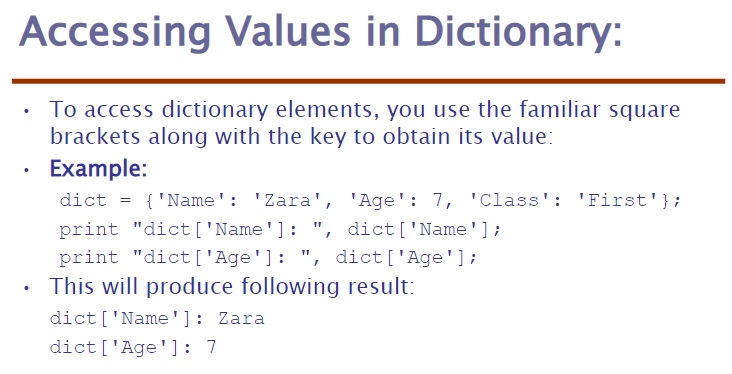 Accessing Values in Dictionary:
• To access dictionary elements, you use the familiar square
brackets along with the key to obtain its value:
• Example:
dict = {'Name': 'Zara', 'Age': 7, 'Class': 'First'};
print "dict['Name']: ", dict['Name'];
print "dict['Age']: ", dict['Age'];
• This will produce following result:
dict['Name']: Zara
dict['Age']: 7